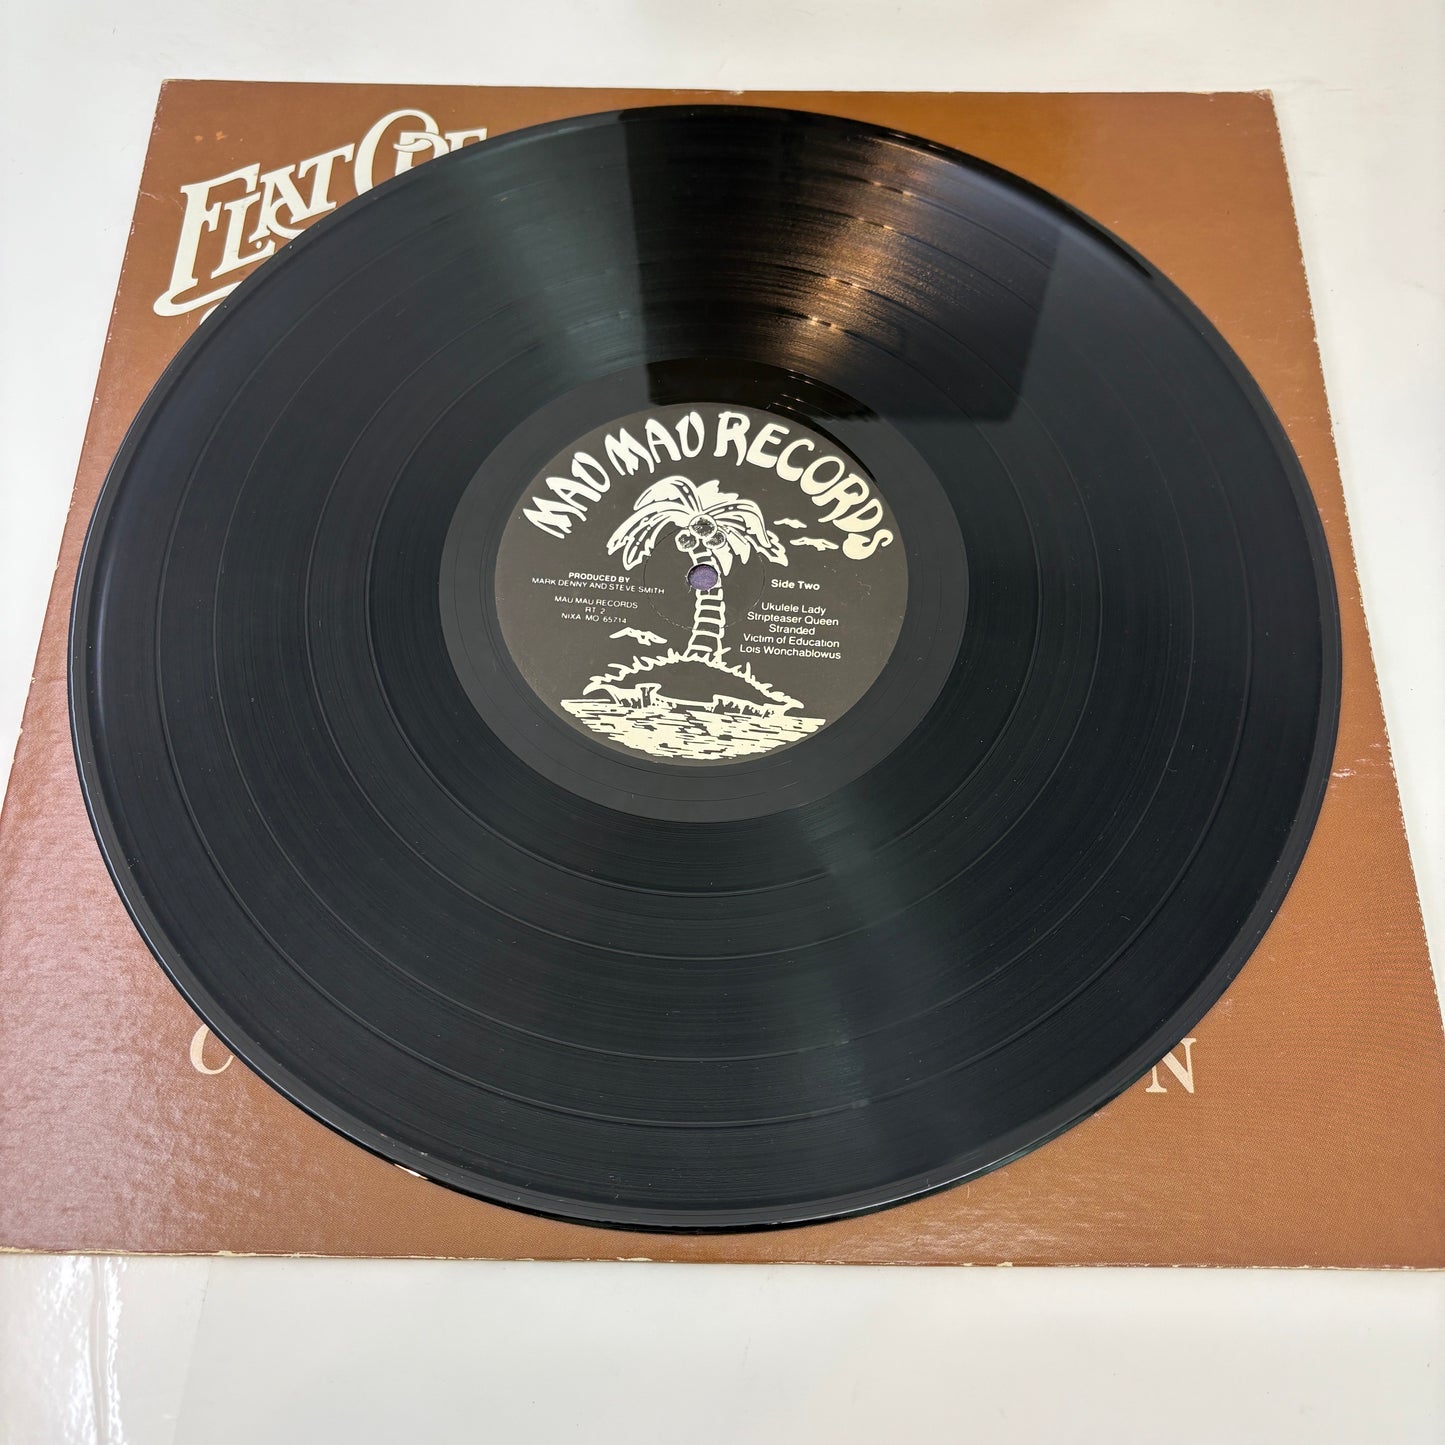 FLAT
MAU MAU RECORDS
PRODUCED BY
MARK DENNY AND STEVE SMITH
MAU MAU RECORDS
RT. 2
NIXA MO 65714
Side Two
Ukulele Lady
Stripteaser Queen
Stranded
Victim of Education
Lois Wonchablowus
C
N